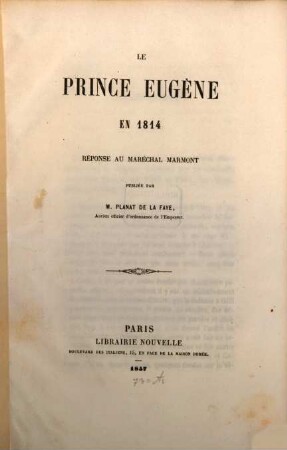 LE
PRINCE EUGÈNE
EN 1814
RÉPONSE AU MARÉCHAL MARMONT
PUBLIÉE PAR
M. PLANAT DE LA FAYE,
Ancien officier d'ordonnance de l'Empereur.
PARIS
LIBRAIRIE NOUVELLE
BOULEVARD DES ITALIENS, 15, EN FACE DE LA MAISON DORÉE.
1857